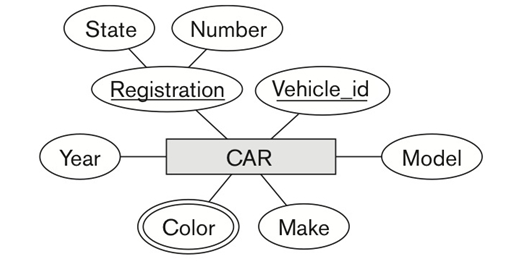 State
Number
Registration
Vehicle_id
Year
CAR
Model
Color
Make